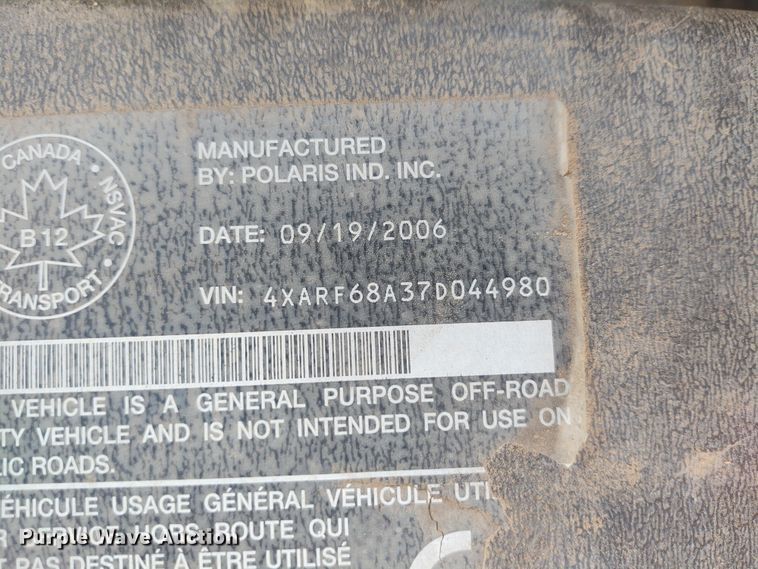 CANADA
NSVAC
B12
TRANSPORT
MANUFACTURED
BY: POLARIS IND. INC.
DATE: 09/19/2006
VIN: 4XARF68A37D044980
VEHICLE IS A GENERAL PURPOSE OFF-ROAD
TY VEHICLE AND IS NOT INTENDED FOR USE ON
LIC ROADS.
ÉHICULE USAGE GÉNÉRAL VÉHICULE UTI
R SERVICE HORS ROUTE QUI
T PAS DESTINÉ À ÊTRE UTILISÉ
Purple Wave Auction